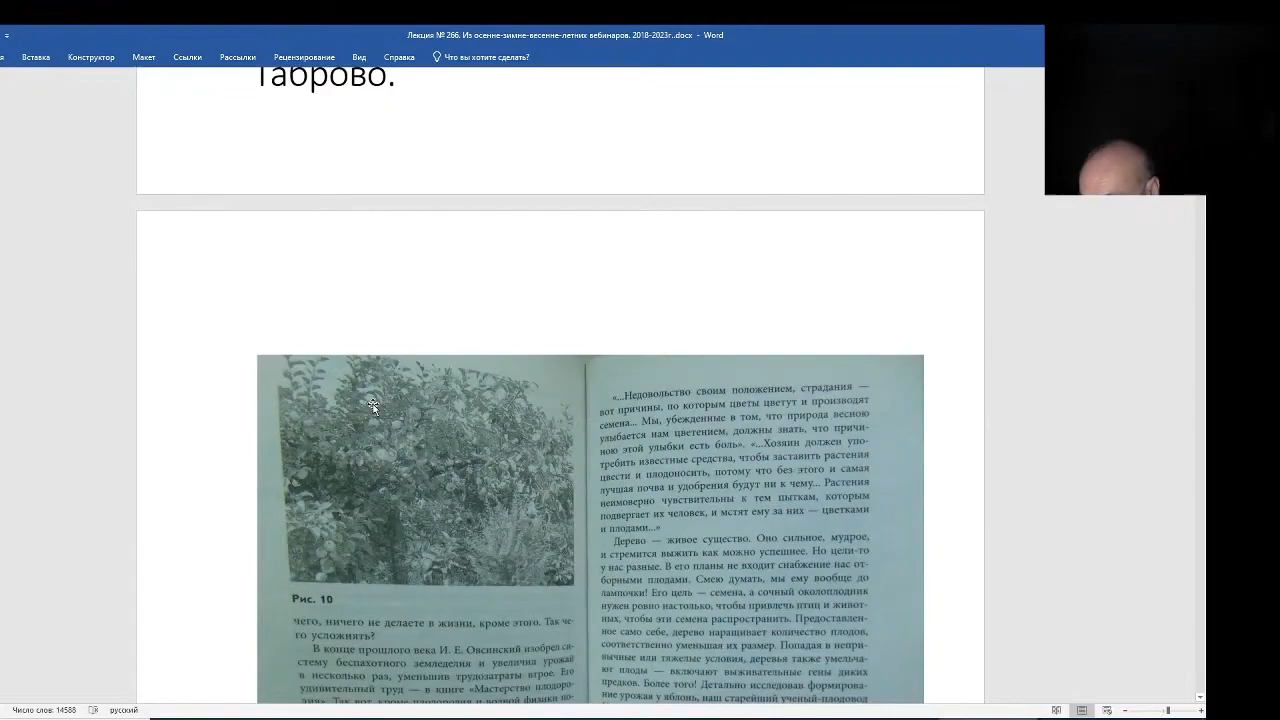 Лекция № 266. Из осенне-зимне-весенне-летних вебинаров. 2018-2023г..docx - Word
я Вставка Конструктор Макет Ссылки Рассылки Рецензирование Вид Справка Что вы хотите сделать?
Габрово.
Рис. 10
чего, ничего не делаете в жизни, кроме этого. Так че-
го усложнять?
В конце прошлого века И. Е. Овсинский изобрел си-
стему беспахотного земледелия и увеличил урожай
в несколько раз, уменьшив трудозатраты втрое. Его
удивительный труд — в книге «Мастерство плодоро-
дия». Так вот, кроме плодородия и водной физики по-
«...Недовольство своим положением, страдания —
вот причины, по которым цветы цветут и производят
семена... Мы, убежденные в том, что природа весною
улыбается нам цветением, должны знать, что причи-
ною этой улыбки есть боль». «...Хозяин должен упо-
требить известные средства, чтобы заставить растения
цвести и плодоносить, потому что без этого и самая
лучшая почва и удобрения будут ни к чему... Растения
неимоверно чувствительны к тем пыткам, которым
подвергает их человек, и мстят ему за них — цветками
и плодами...»
Дерево — живое существо. Оно сильное, мудрое,
и стремится выжить как можно успешнее. Но цели-то
у нас разные. В его планы не входит снабжение нас от-
борными плодами. Смею думать, мы ему вообще до
лампочки! Его цель — семена, а сочный околоплодник
нужен ровно настолько, чтобы привлечь птиц и живот-
ных, чтобы эти семена распространить. Предоставлен-
ное само себе, дерево наращивает количество плодов,
соответственно уменьшая их размер. Попадая в непри-
вычные или тяжелые условия, деревья также умельча-
ют плоды — включают выживательные гены диких
предков. Более того! Детально исследовав формирова-
ние урожая у яблонь, наш старейший ученый-плодовод
Число слов: 14588 русский